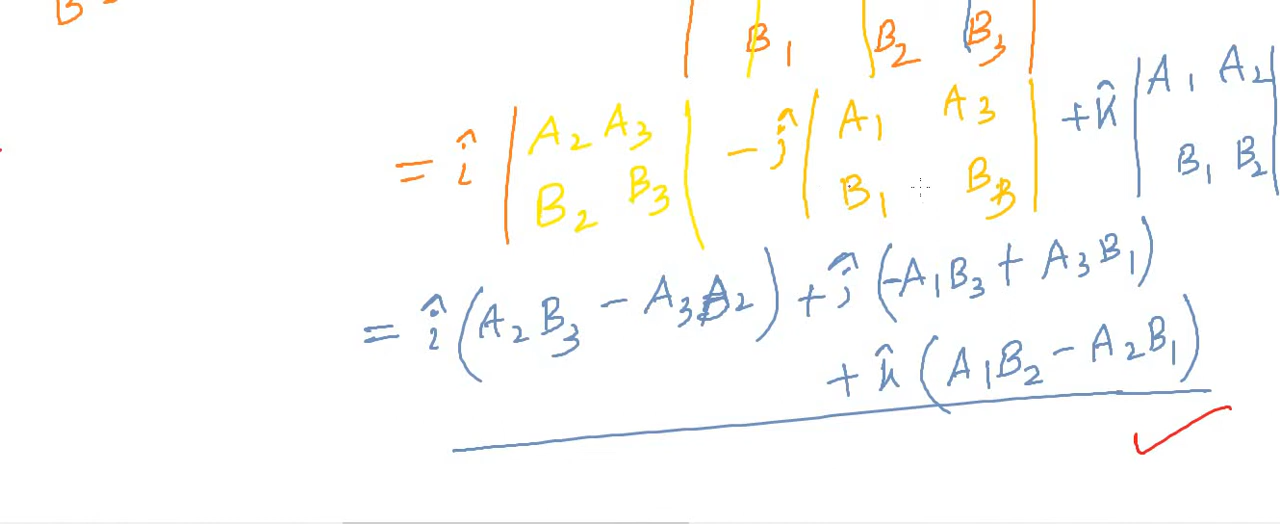 B
| B₁ B₂ B₃ |
= î | A₂ A₃ | - ĵ | A₁ A₃ | + k̂ | A₁ A₂ |
| B₂ B₃ | | B₁ B₃ | | B₁ B₂ |
= î (A₂B₃ - A₃B₂) + ĵ (-A₁B₃ + A₃B₁)
+ k̂ (A₁B₂ - A₂B₁)